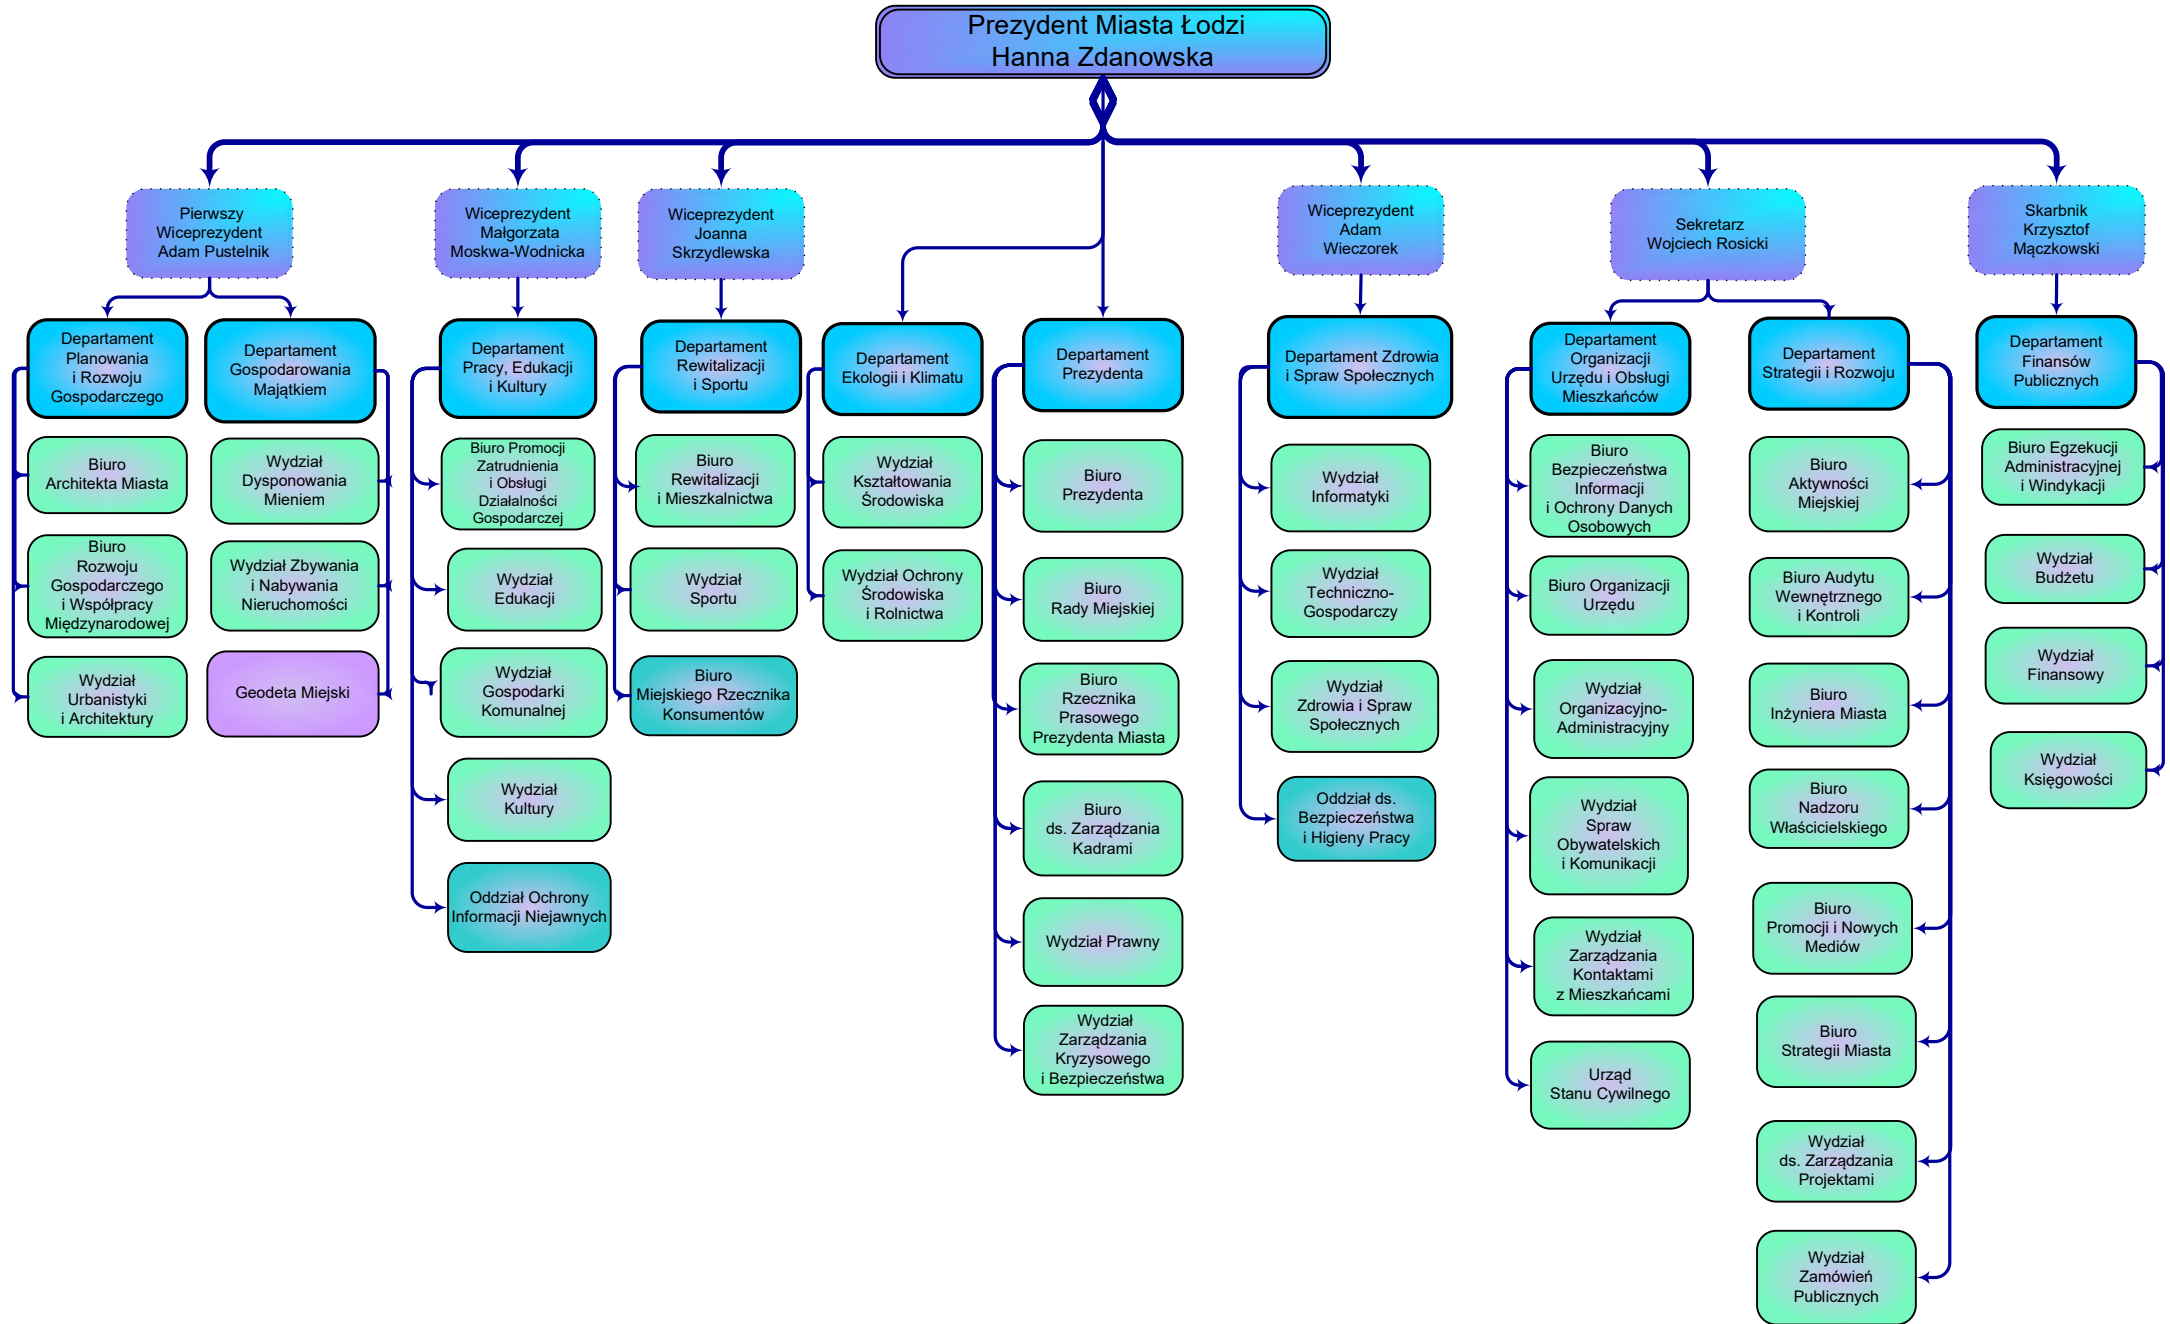 Prezydent Miasta Łodzi
Hanna Zdanowska
Pierwszy
Wiceprezydent
Adam Pustelnik
Wiceprezydent
Małgorzata
Moskwa-Wodnicka
Wiceprezydent
Joanna
Skrzydlewska
Wiceprezydent
Adam
Wieczorek
Sekretarz
Wojciech Rosicki
Skarbnik
Krzysztof
Mączkowski
Departament
Planowania
i Rozwoju
Gospodarczego
Biuro
Architekta Miasta
Biuro
Rozwoju
Gospodarczego
i Współpracy
Międzynarodowej
Wydział
Urbanistyki
i Architektury
Departament
Gospodarowania
Majątkiem
Wydział
Dysponowania
Mieniem
Wydział Zbywania
i Nabywania
Nieruchomości
Geodeta Miejski
Departament
Pracy, Edukacji
i Kultury
Biuro Promocji
Zatrudnienia
i Obsługi
Działalności
Gospodarczej
Wydział
Edukacji
Wydział
Gospodarki
Komunalnej
Wydział
Kultury
Oddział Ochrony
Informacji Niejawnych
Departament
Rewitalizacji
i Sportu
Biuro
Rewitalizacji
i Mieszkalnictwa
Wydział
Sportu
Biuro
Miejskiego Rzecznika
Konsumentów
Departament
Ekologii i Klimatu
Wydział
Kształtowania
Środowiska
Wydział Ochrony
Środowiska
i Rolnictwa
Departament
Prezydenta
Biuro
Prezydenta
Biuro
Rady Miejskiej
Biuro
Rzecznika
Prasowego
Prezydenta Miasta
Biuro
ds. Zarządzania
Kadrami
Wydział Prawny
Wydział
Zarządzania
Kryzysowego
i Bezpieczeństwa
Departament Zdrowia
i Spraw Społecznych
Wydział
Informatyki
Wydział
Techniczno-
Gospodarczy
Wydział
Zdrowia i Spraw
Społecznych
Oddział ds.
Bezpieczeństwa
i Higieny Pracy
Departament
Organizacji
Urzędu i Obsługi
Mieszkańców
Biuro
Bezpieczeństwa
Informacji
i Ochrony Danych
Osobowych
Biuro Organizacji
Urzędu
Wydział
Organizacyjno-
Administracyjny
Wydział
Spraw
Obywatelskich
i Komunikacji
Wydział
Zarządzania
Kontaktami
z Mieszkańcami
Urząd
Stanu Cywilnego
Departament
Strategii i Rozwoju
Biuro
Aktywności
Miejskiej
Biuro Audytu
Wewnętrznego
i Kontroli
Biuro
Inżyniera Miasta
Biuro
Nadzoru
Właścicielskiego
Biuro
Promocji i Nowych
Mediów
Biuro
Strategii Miasta
Wydział
ds. Zarządzania
Projektami
Wydział
Zamówień
Publicznych
Departament
Finansów
Publicznych
Biuro Egzekucji
Administracyjnej
i Windykacji
Wydział
Budżetu
Wydział
Finansowy
Wydział
Księgowości